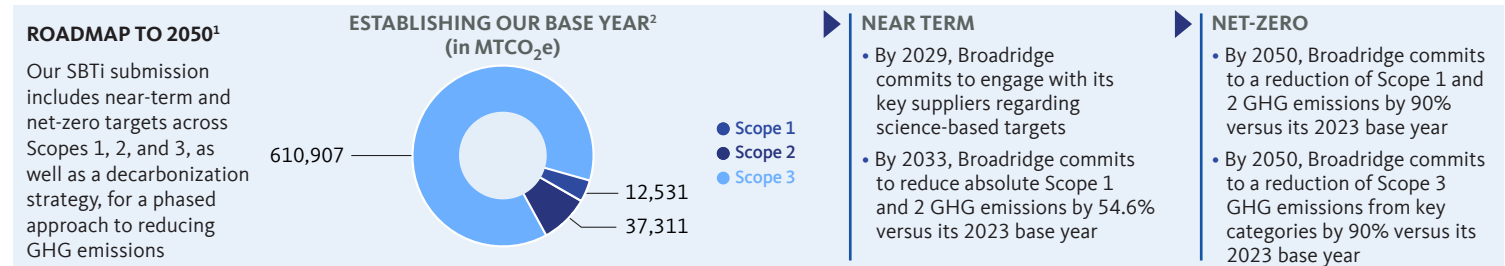 ROADMAP TO 2050¹
Our SBTi submission
includes near-term and
net-zero targets across
Scopes 1, 2, and 3, as
well as a decarbonization
strategy, for a phased
approach to reducing
GHG emissions
ESTABLISHING OUR BASE YEAR²
(in MTCO₂e)
610,907
12,531
37,311
Scope 1
Scope 2
Scope 3
NEAR TERM
• By 2029, Broadridge
commits to engage with its
key suppliers regarding
science-based targets
• By 2033, Broadridge commits
to reduce absolute Scope 1
and 2 GHG emissions by 54.6%
versus its 2023 base year
NET-ZERO
• By 2050, Broadridge commits
to a reduction of Scope 1 and
2 GHG emissions by 90%
versus its 2023 base year
• By 2050, Broadridge commits
to a reduction of Scope 3
GHG emissions from key
categories by 90% versus its
2023 base year